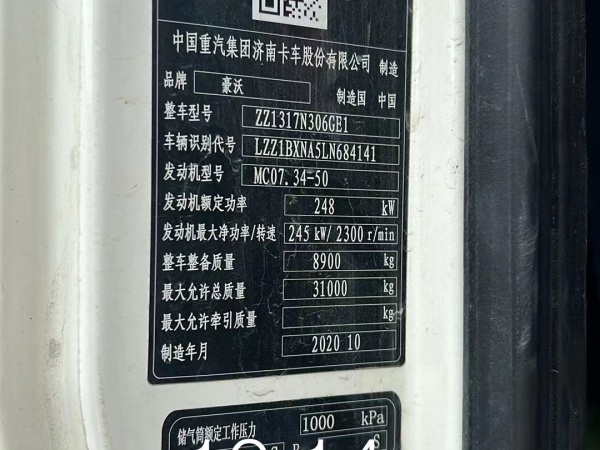 中国重汽集团济南卡车股份有限公司 制造
品牌 豪沃 制造国 中国
整车型号 ZZ1317N306GE1
车辆识别代号 LZZ1BXNA5LN684141
发动机型号 MC07.34-50
发动机额定功率 248 kW
发动机最大净功率/转速 245 kW/ 2300 r/min
整车整备质量 8900 kg
最大允许总质量 31000 kg
最大允许牵引质量 kg
制造年月 2020 10
储气筒额定工作压力 1000 kPa